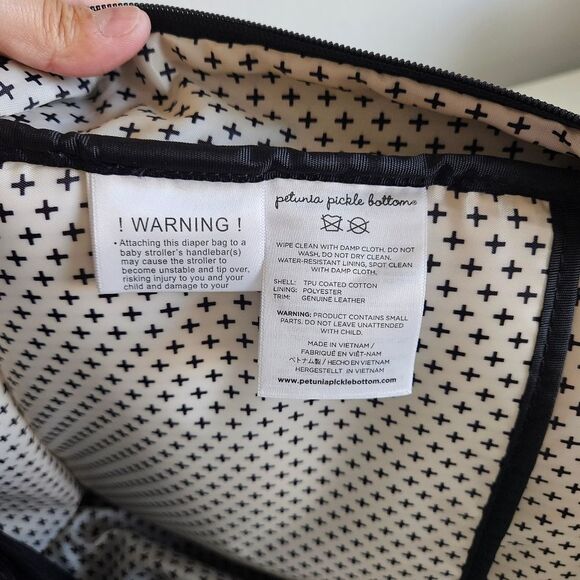 ! WARNING !
• Attaching this diaper bag to a
baby stroller's handlebar(s)
may cause the stroller to
become unstable and tip over,
risking injury to you and your
child and damage to
petunia pickle bottom®
WIPE CLEAN WITH DAMP CLOTH. DO NOT
WASH, DO NOT DRY CLEAN.
WATER-RESISTANT LINING, SPOT CLEAN
WITH DAMP CLOTH.
SHELL: TPU COATED COTTON
LINING: POLYESTER
TRIM: GENUINE LEATHER
WARNING: PRODUCT CONTAINS SMALL
PARTS. DO NOT LEAVE UNATTENDED
WITH CHILD.
MADE IN VIETNAM /
FABRIQUÉ EN VIÊT-NAM /
ベトナム製 / HECHO EN VIETNAM /
HERGESTELLT IN VIETNAM
www.petuniapicklebottom.com